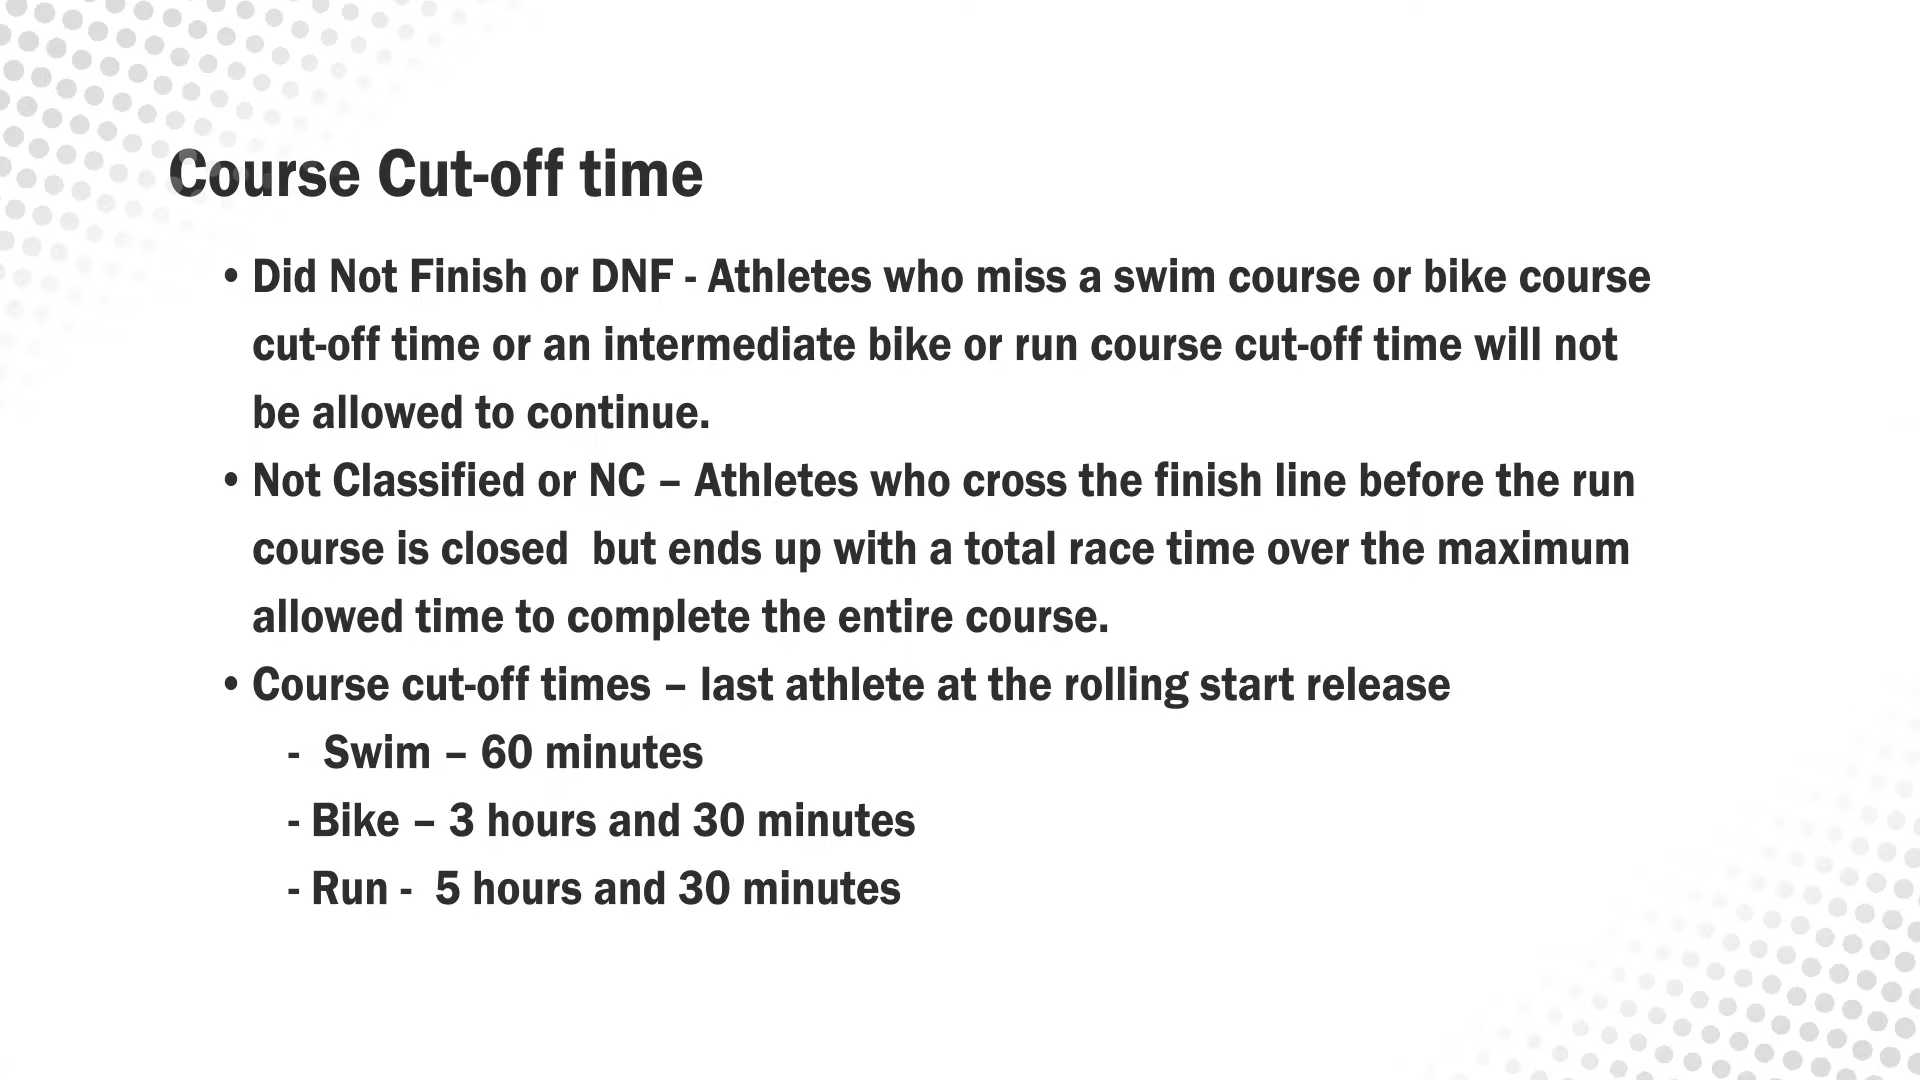 Course Cut-off time
• Did Not Finish or DNF - Athletes who miss a swim course or bike course
cut-off time or an intermediate bike or run course cut-off time will not
be allowed to continue.
• Not Classified or NC – Athletes who cross the finish line before the run
course is closed  but ends up with a total race time over the maximum
allowed time to complete the entire course.
• Course cut-off times – last athlete at the rolling start release
-  Swim – 60 minutes
- Bike – 3 hours and 30 minutes
- Run -  5 hours and 30 minutes